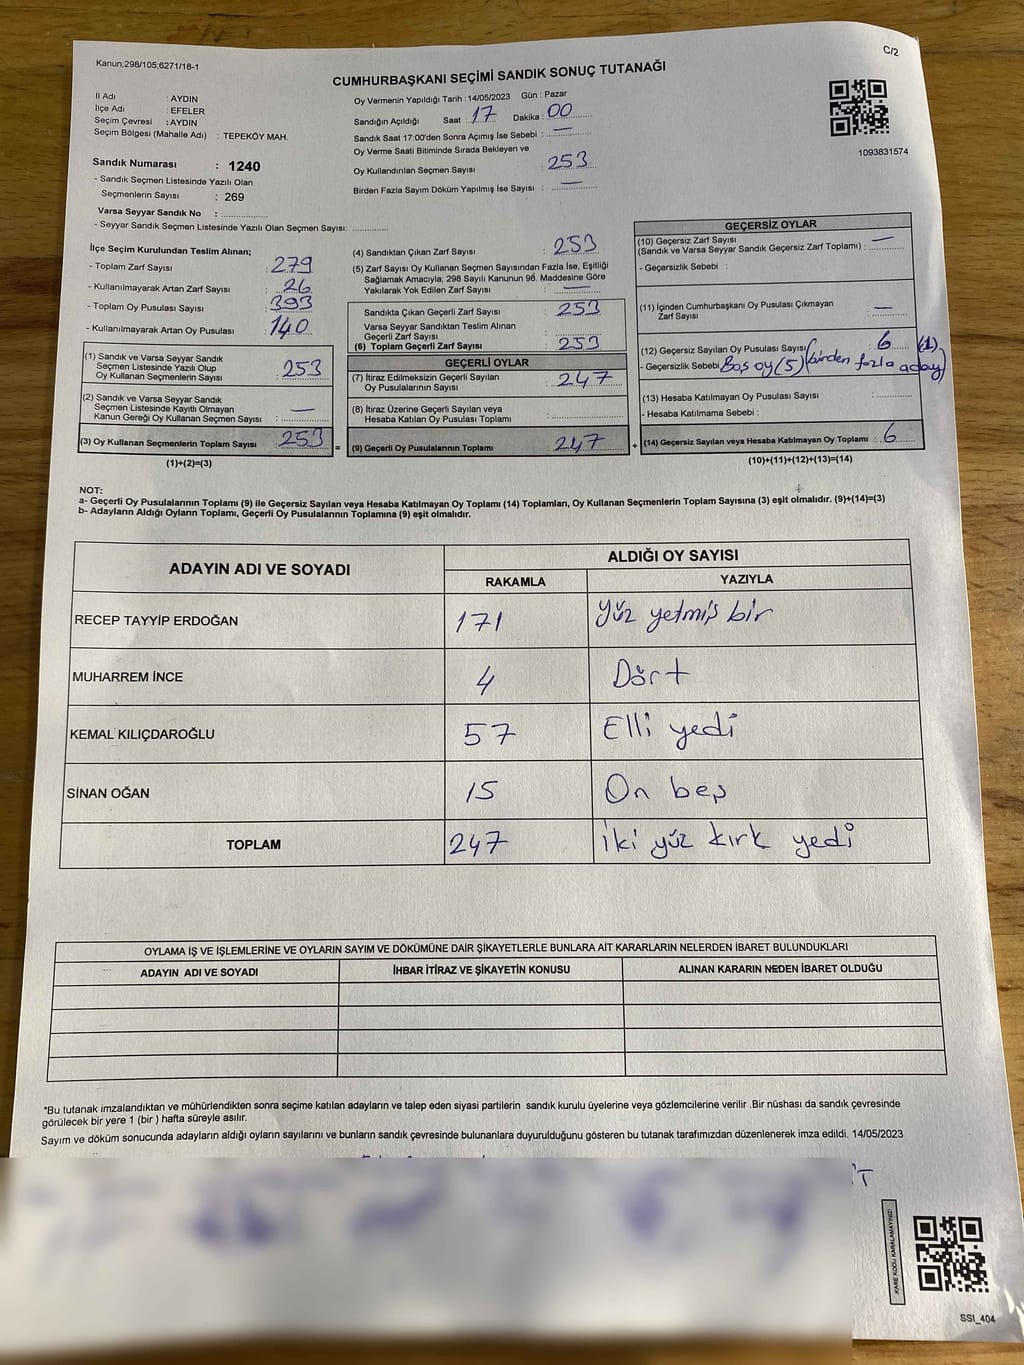 Kanun;298/105;6271/18-1
C/2
CUMHURBAŞKANI SEÇİMİ SANDIK SONUÇ TUTANAĞI
İl Adı : AYDIN
İlçe Adı : EFELER
Seçim Çevresi : AYDIN
Seçim Bölgesi (Mahalle Adı) : TEPEKÖY MAH.
Sandık Numarası : 1240
- Sandık Seçmen Listesinde Yazılı Olan
Seçmenlerin Sayısı : 269
Varsa Seyyar Sandık No : ..................
- Seyyar Sandık Seçmen Listesinde Yazılı Olan Seçmen Sayısı: ..............
Oy Vermenin Yapıldığı Tarih :14/05/2023 Gün : Pazar
Sandığın Açıldığı Saat : 17 Dakika : 00
Sandık Saat 17:00'den Sonra Açımış İse Sebebi : —
Oy Verme Saati Bitiminde Sırada Bekleyen ve
Oy Kullandırılan Seçmen Sayısı : 253
Birden Fazla Sayım Döküm Yapılmış İse Sayısı : —
1093831574
İlçe Seçim Kurulundan Teslim Alınan;
- Toplam Zarf Sayısı : 279
- Kullanılmayarak Artan Zarf Sayısı : 26
- Toplam Oy Pusulası Sayısı : 393
- Kullanılmayarak Artan Oy Pusulası : 140
(1) Sandık ve Varsa Seyyar Sandık
Seçmen Listesinde Yazılı Olup
Oy Kullanan Seçmenlerin Sayısı : 253
(2) Sandık ve Varsa Seyyar Sandık
Seçmen Listesinde Kayıtlı Olmayan
Kanun Gereği Oy Kullanan Seçmen Sayısı : —
(3) Oy Kullanan Seçmenlerin Toplam Sayısı : 253 =
(1)+(2)=(3)
(4) Sandıktan Çıkan Zarf Sayısı : 253
(5) Zarf Sayısı Oy Kullanan Seçmen Sayısından Fazla İse, Eşitliği
Sağlamak Amacıyla; 298 Sayılı Kanunun 98. Maddesine Göre
Yakılarak Yok Edilen Zarf Sayısı : —
Sandıkta Çıkan Geçerli Zarf Sayısı : 253
Varsa Seyyar Sandıktan Teslim Alınan
Geçerli Zarf Sayısı :
(6) Toplam Geçerli Zarf Sayısı : 253
GEÇERLİ OYLAR
(7) İtiraz Edilmeksizin Geçerli Sayılan
Oy Pusulalarının Sayısı : 247
(8) İtiraz Üzerine Geçerli Sayılan veya
Hesaba Katılan Oy Pusulası Toplamı :
(9) Geçerli Oy Pusulalarının Toplamı : 247 +
GEÇERSİZ OYLAR
(10) Geçersiz Zarf Sayısı
(Sandık ve Varsa Seyyar Sandık Geçersiz Zarf Toplamı) : —
- Geçersizlik Sebebi :
(11) İçinden Cumhurbaşkanı Oy Pusulası Çıkmayan
Zarf Sayısı : —
(12) Geçersiz Sayılan Oy Pusulası Sayısı : 6 (1)
- Geçersizlik Sebebi : Boş oy (5) (birden fazla aday)
(13) Hesaba Katılmayan Oy Pusulası Sayısı :
- Hesaba Katılmama Sebebi :
(14) Geçersiz Sayılan veya Hesaba Katılmayan Oy Toplamı : 6
(10)+(11)+(12)+(13)=(14)
NOT:
a- Geçerli Oy Pusulalarının Toplamı (9) ile Geçersiz Sayılan veya Hesaba Katılmayan Oy Toplamı (14) Toplamları, Oy Kullanan Seçmenlerin Toplam Sayısına (3) eşit olmalıdır. (9)+(14)=(3)
b- Adayların Aldığı Oyların Toplamı, Geçerli Oy Pusulalarının Toplamına (9) eşit olmalıdır.
ADAYIN ADI VE SOYADI
ALDIĞI OY SAYISI
RAKAMLA YAZIYLA
RECEP TAYYİP ERDOĞAN 171 Yüz yetmiş bir
MUHARREM İNCE 4 Dört
KEMAL KILIÇDAROĞLU 57 Elli yedi
SİNAN OĞAN 15 On beş
TOPLAM 247 iki yüz kırk yedi
OYLAMA İŞ VE İŞLEMLERİNE VE OYLARIN SAYIM VE DÖKÜMÜNE DAİR ŞİKAYETLERLE BUNLARA AİT KARARLARIN NELERDEN İBARET BULUNDUKLARI
ADAYIN ADI VE SOYADI İHBAR İTİRAZ VE ŞİKAYETİN KONUSU ALINAN KARARIN NEDEN İBARET OLDUĞU
*Bu tutanak imzalandıktan ve mühürlendikten sonra seçime katılan adayların ve talep eden siyasi partilerin sandık kurulu üyelerine veya gözlemcilerine verilir .Bir nüshası da sandık çevresinde
görülecek bir yere 1 (bir ) hafta süreyle asılır.
Sayım ve döküm sonucunda adayların aldığı oyların sayılarını ve bunların sandık çevresinde bulunanlara duyurulduğunu gösteren bu tutanak tarafımızdan düzenlenerek imza edildi. 14/05/2023
KARE KODU KARALAMAYINIZ!
SSI_404